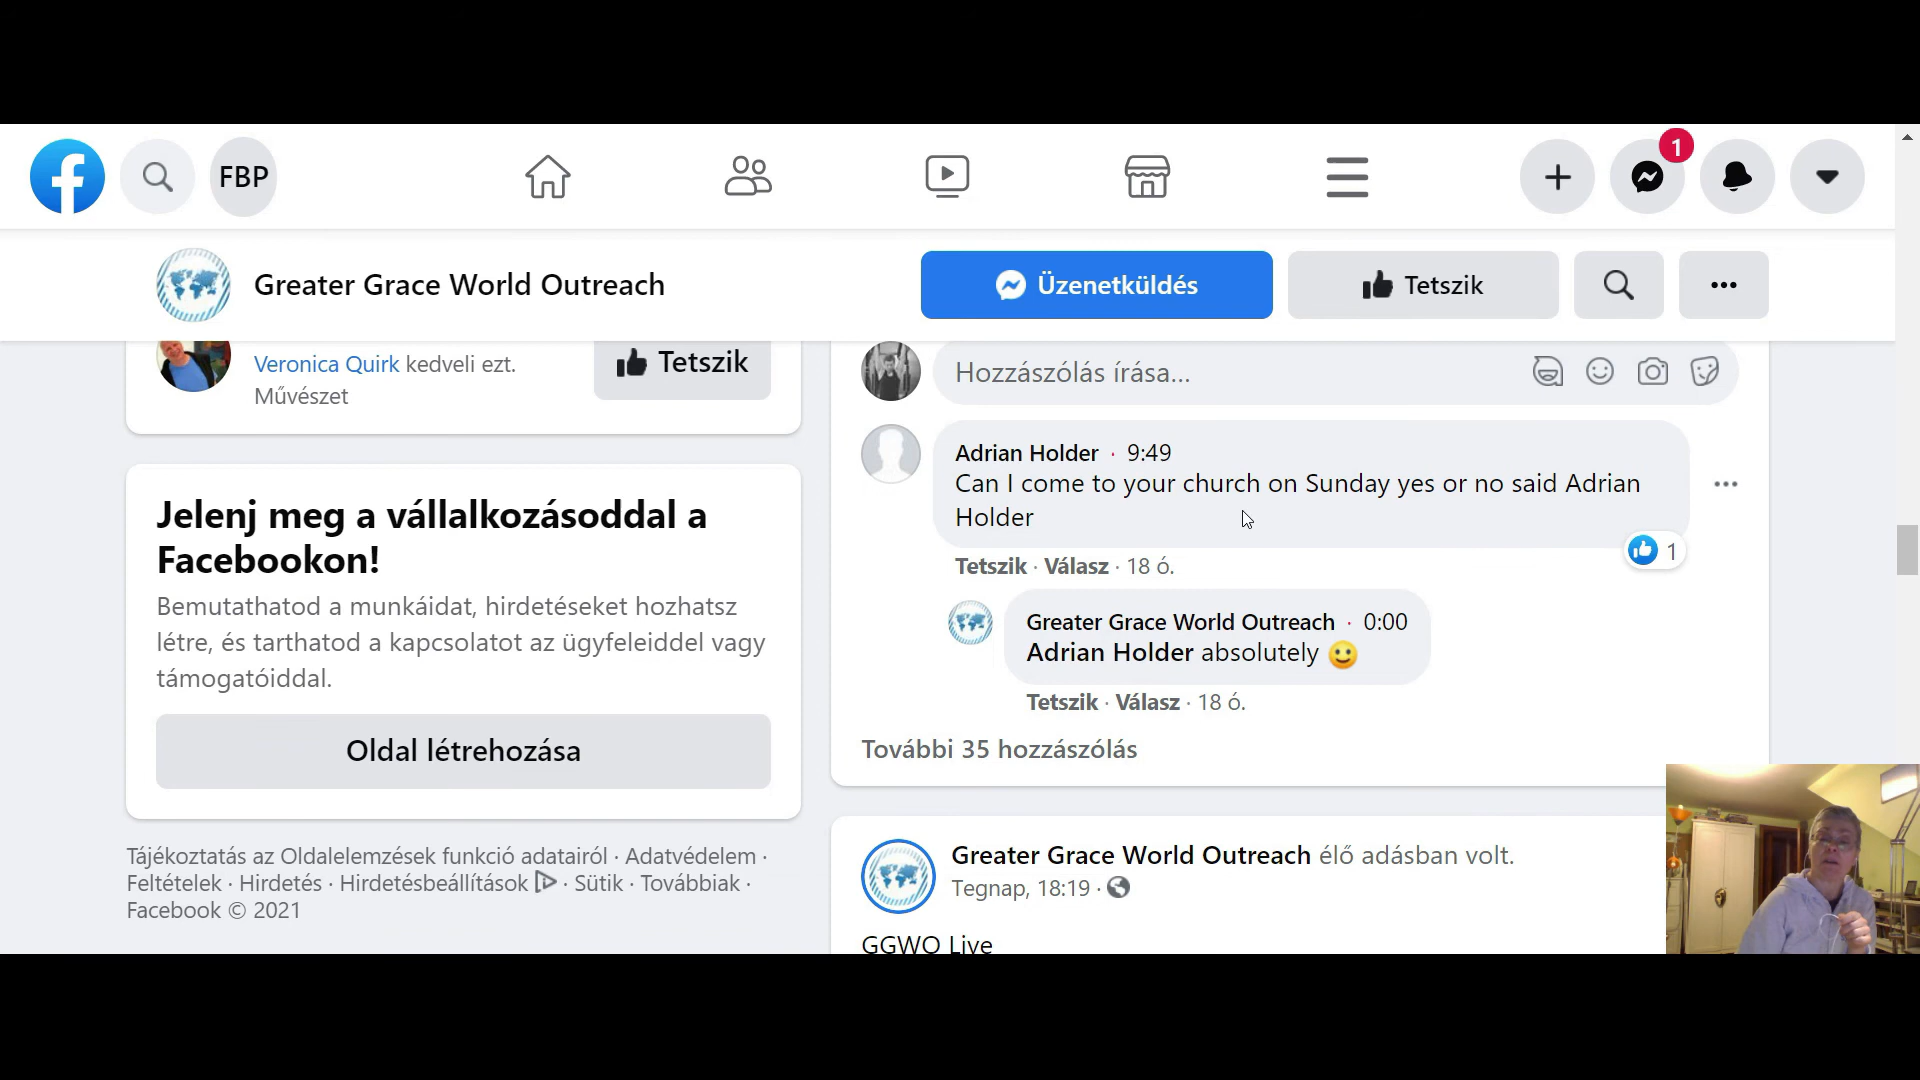 FBP
1
Greater Grace World Outreach
Üzenetküldés
Tetszik
Veronica Quirk kedveli ezt.
Művészet
Tetszik
Jelenj meg a vállalkozásoddal a
Facebookon!
Bemutathatod a munkáidat, hirdetéseket hozhatsz
létre, és tarthatod a kapcsolatot az ügyfeleiddel vagy
támogatóiddal.
Oldal létrehozása
Tájékoztatás az Oldalelemzések funkció adatairól · Adatvédelem ·
Feltételek · Hirdetés · Hirdetésbeállítások · Sütik · Továbbiak ·
Facebook © 2021
Hozzászólás írása...
Adrian Holder · 9:49
Can I come to your church on Sunday yes or no said Adrian
Holder
1
Tetszik · Válasz · 18 ó.
Greater Grace World Outreach · 0:00
Adrian Holder absolutely 🙂
Tetszik · Válasz · 18 ó.
További 35 hozzászólás
Greater Grace World Outreach élő adásban volt.
Tegnap, 18:19 ·
GGWO Live